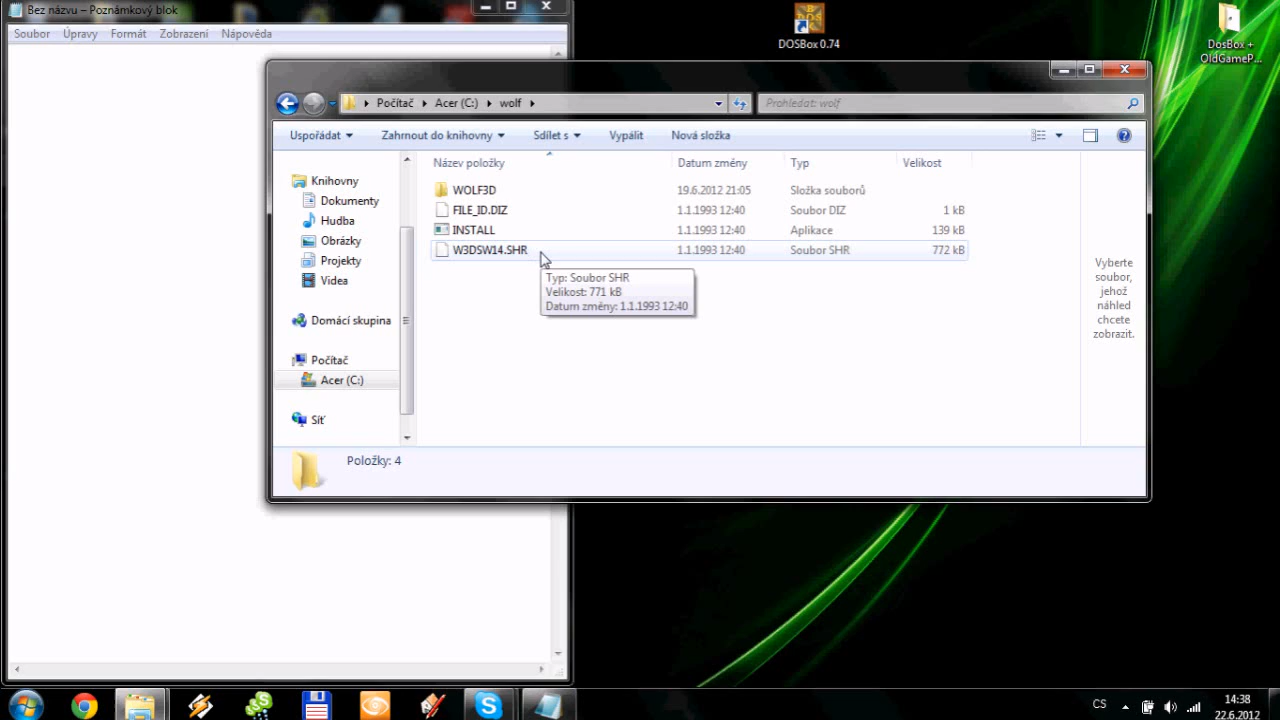 Bez názvu – Poznámkový blok
Soubor Úpravy Formát Zobrazení Nápověda
DOSBox 0.74
DosBox +
OldGameP...
Počítač Acer (C:) wolf
Prohledat: wolf
Uspořádat Zahrnout do knihovny Sdílet s Vypálit Nová složka
Název položky Datum změny Typ Velikost
WOLF3D 19.6.2012 21:05 Složka souborů
FILE_ID.DIZ 1.1.1993 12:40 Soubor DIZ 1 kB
INSTALL 1.1.1993 12:40 Aplikace 139 kB
W3DSW14.SHR 1.1.1993 12:40 Soubor SHR 772 kB
Typ: Soubor SHR
Velikost: 771 kB
Datum změny: 1.1.1993 12:40
Knihovny
Dokumenty
Hudba
Obrázky
Projekty
Videa
Domácí skupina
Počítač
Acer (C:)
Síť
Vyberte
soubor,
jehož
náhled
chcete
zobrazit.
Položky: 4
CS
14:38
22.6.2012